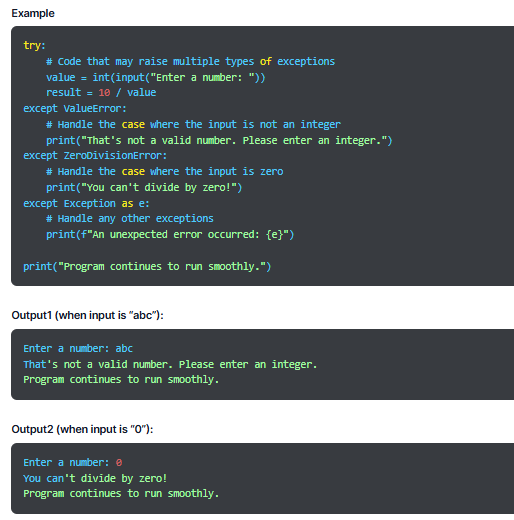 Example
try:
    # Code that may raise multiple types of exceptions
    value = int(input("Enter a number: "))
    result = 10 / value
except ValueError:
    # Handle the case where the input is not an integer
    print("That's not a valid number. Please enter an integer.")
except ZeroDivisionError:
    # Handle the case where the input is zero
    print("You can't divide by zero!")
except Exception as e:
    # Handle any other exceptions
    print(f"An unexpected error occurred: {e}")
print("Program continues to run smoothly.")
Output1 (when input is “abc”):
Enter a number: abc
That's not a valid number. Please enter an integer.
Program continues to run smoothly.
Output2 (when input is “0”):
Enter a number: 0
You can't divide by zero!
Program continues to run smoothly.